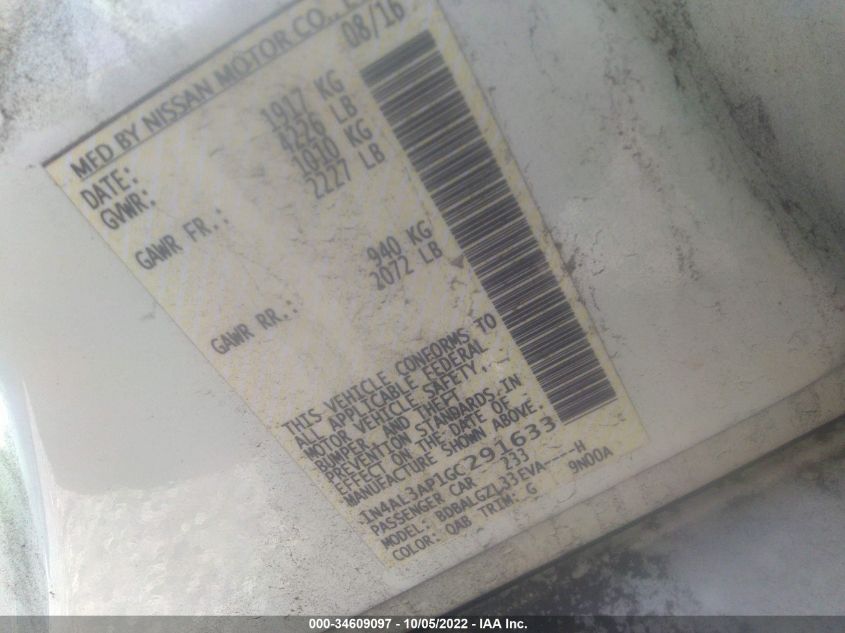 MFD BY NISSAN MOTOR CO.,
DATE: 08/16
GVWR: 1917 KG
4226 LB
GAWR FR.: 1010 KG
2227 LB
GAWR RR.: 940 KG
2072 LB
THIS VEHICLE CONFORMS TO
ALL APPLICABLE FEDERAL
MOTOR VEHICLE SAFETY,
BUMPER, AND THEFT
PREVENTION STANDARDS IN
EFFECT ON THE DATE OF
MANUFACTURE SHOWN ABOVE.
1N4AL3AP1GC291633
PASSENGER CAR 233
MODEL: BDBALGZL33EVA----H
COLOR: QAB TRIM: G 9N00A
000-34609097 - 10/05/2022 - IAA Inc.